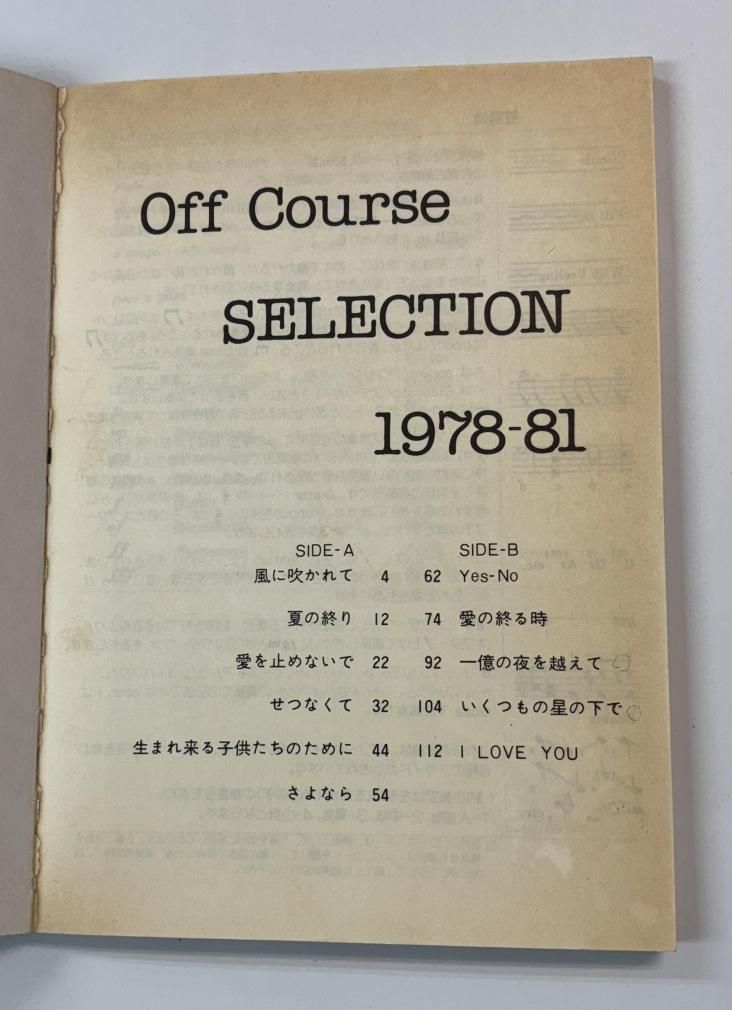 Off Course
SELECTION
1978-81
SIDE-A
風に吹かれて 4
夏の終り 12
愛を止めないで 22
せつなくて 32
生まれ来る子供たちのために 44
さよなら 54
SIDE-B
62 Yes-No
74 愛の終る時
92 一億の夜を越えて
104 いくつもの星の下で
112 I LOVE YOU